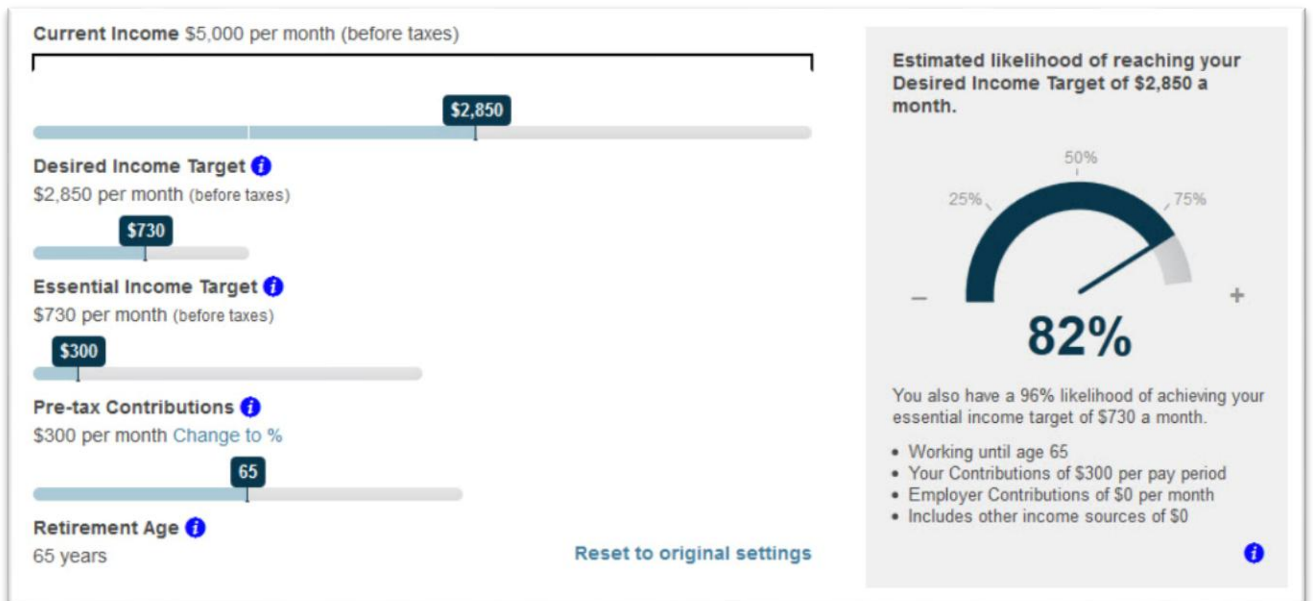 Current Income $5,000 per month (before taxes)
$2,850
Desired Income Target i
$2,850 per month (before taxes)
$730
Essential Income Target i
$730 per month (before taxes)
$300
Pre-tax Contributions i
$300 per month Change to %
65
Retirement Age i
65 years
Reset to original settings
Estimated likelihood of reaching your
Desired Income Target of $2,850 a
month.
50%
25%
75%
– +
82%
You also have a 96% likelihood of achieving your
essential income target of $730 a month.
• Working until age 65
• Your Contributions of $300 per pay period
• Employer Contributions of $0 per month
• Includes other income sources of $0
i